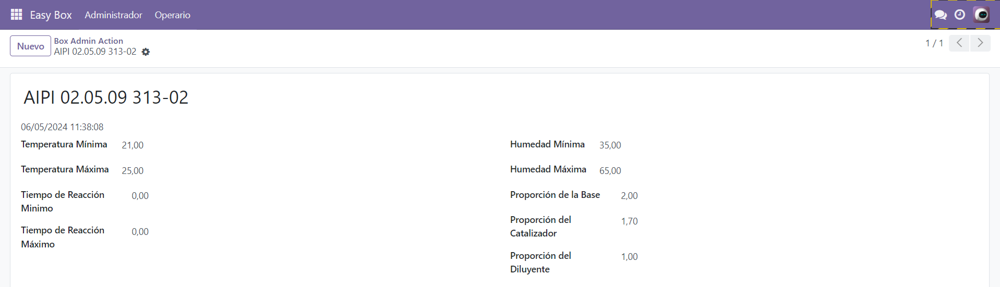 Easy Box Administrador Operario
Nuevo
Box Admin Action
AIPI 02.05.09 313-02
1 / 1
AIPI 02.05.09 313-02
06/05/2024 11:38:08
Temperatura Mínima 21,00
Temperatura Máxima 25,00
Tiempo de Reacción
Minimo
0,00
Tiempo de Reacción
Máximo
0,00
Humedad Mínima 35,00
Humedad Máxima 65,00
Proporción de la Base 2,00
Proporción del
Catalizador
1,70
Proporción del
Diluyente
1,00